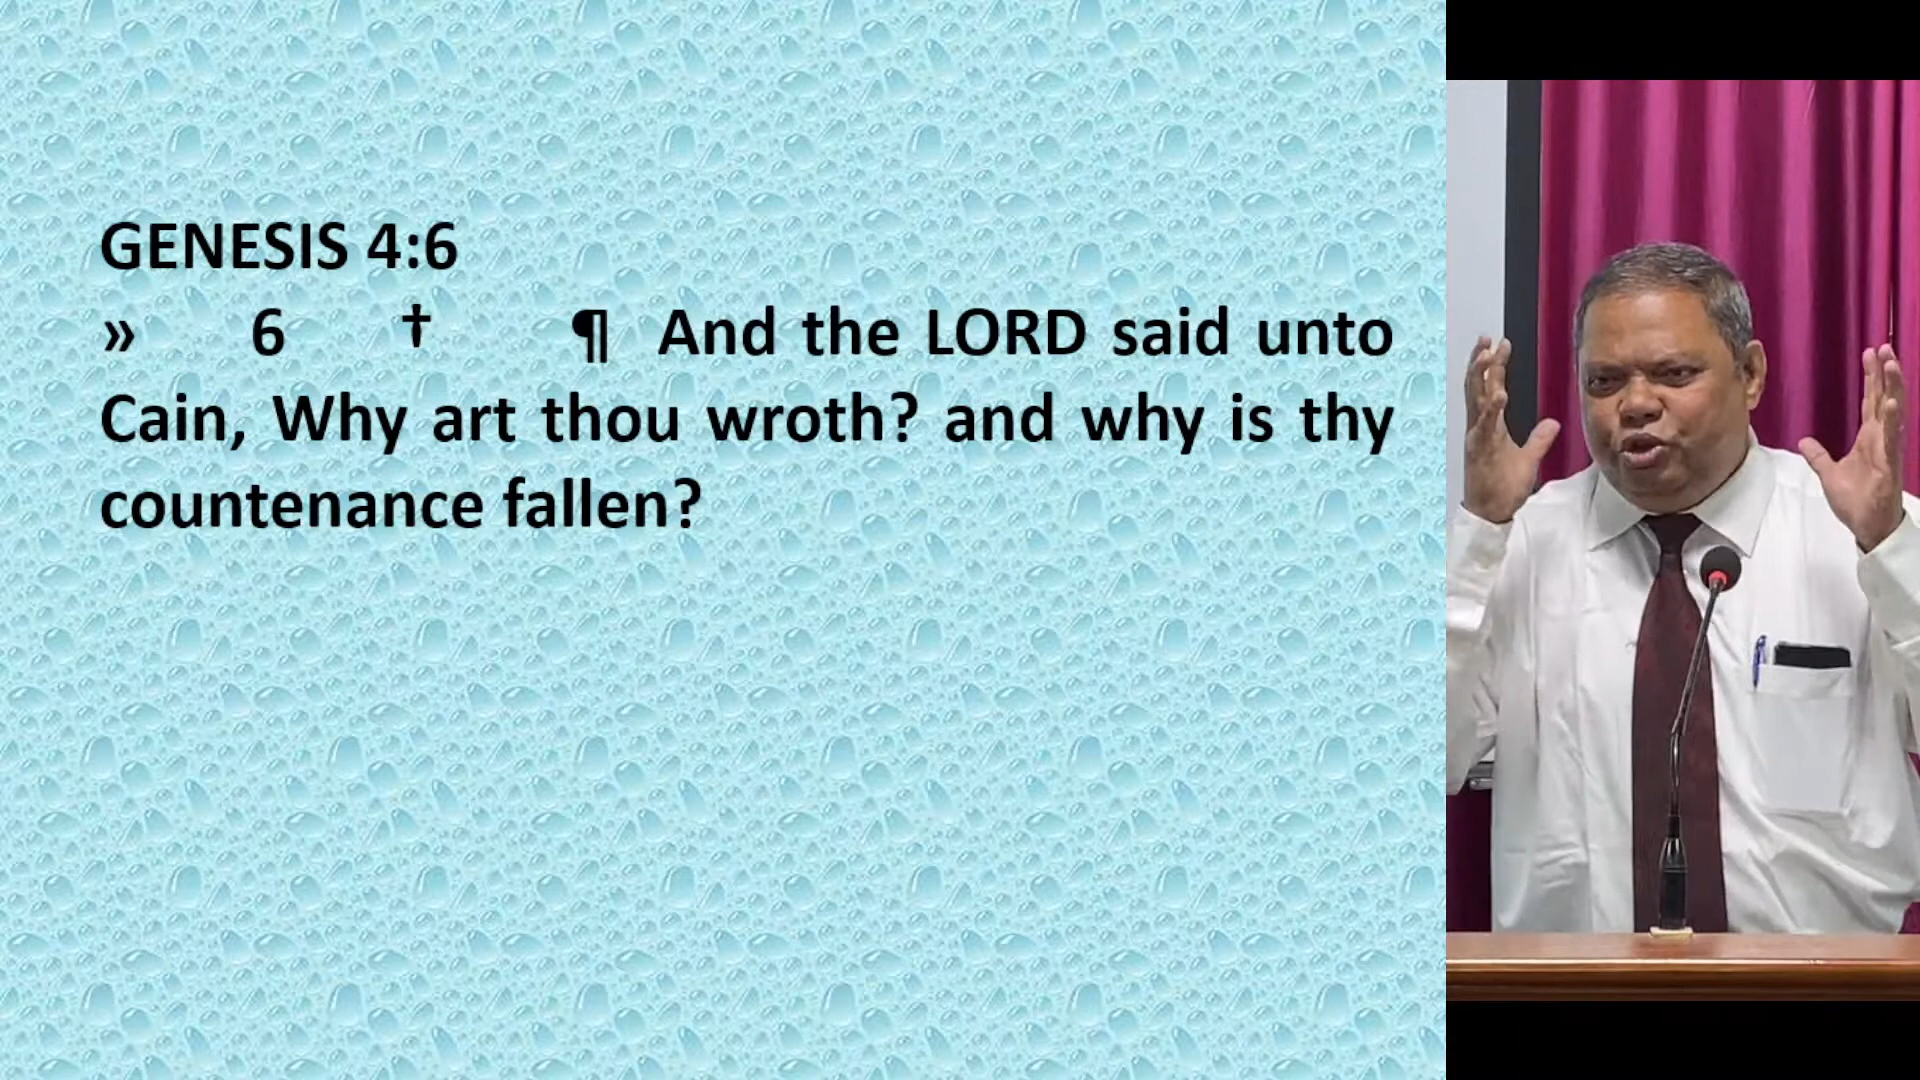 GENESIS 4:6
» 6 † ¶ And the LORD said unto
Cain, Why art thou wroth? and why is thy
countenance fallen?